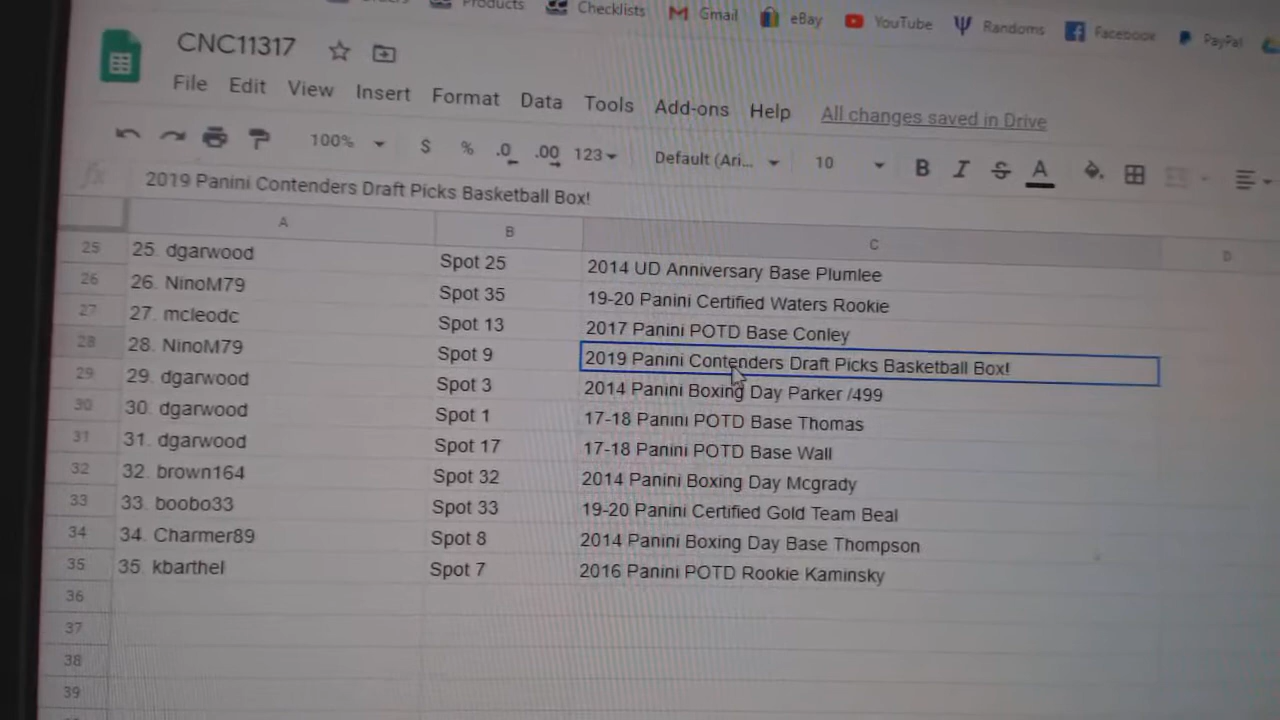 Products Checklists Gmail eBay YouTube Randoms Facebook PayPal
CNC11317
File Edit View Insert Format Data Tools Add-ons Help All changes saved in Drive
100% $ % .0 .00 123 Default (Ari... 10 B I S A
fx 2019 Panini Contenders Draft Picks Basketball Box!
A B C D
25 25. dgarwood Spot 25 2014 UD Anniversary Base Plumlee
26 26. NinoM79 Spot 35 19-20 Panini Certified Waters Rookie
27 27. mcleodc Spot 13 2017 Panini POTD Base Conley
28 28. NinoM79 Spot 9 2019 Panini Contenders Draft Picks Basketball Box!
29 29. dgarwood Spot 3 2014 Panini Boxing Day Parker /499
30 30. dgarwood Spot 1 17-18 Panini POTD Base Thomas
31 31. dgarwood Spot 17 17-18 Panini POTD Base Wall
32 32. brown164 Spot 32 2014 Panini Boxing Day Mcgrady
33 33. boobo33 Spot 33 19-20 Panini Certified Gold Team Beal
34 34. Charmer89 Spot 8 2014 Panini Boxing Day Base Thompson
35 35. kbarthel Spot 7 2016 Panini POTD Rookie Kaminsky
36
37
38
39